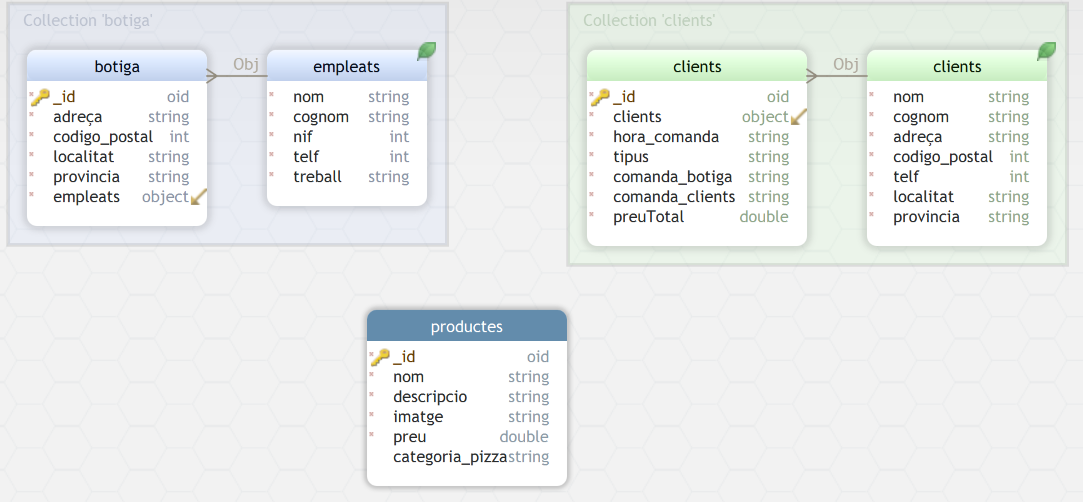 Collection 'botiga'
botiga
_id oid
adreça string
codigo_postal int
localitat string
provincia string
empleats object
Obj
empleats
nom string
cognom string
nif int
telf int
treball string
Collection 'clients'
clients
_id oid
clients object
hora_comanda string
tipus string
comanda_botiga string
comanda_clients string
preuTotal double
Obj
clients
nom string
cognom string
adreça string
codigo_postal int
telf int
localitat string
provincia string
productes
_id oid
nom string
descripcio string
imatge string
preu double
categoria_pizza string